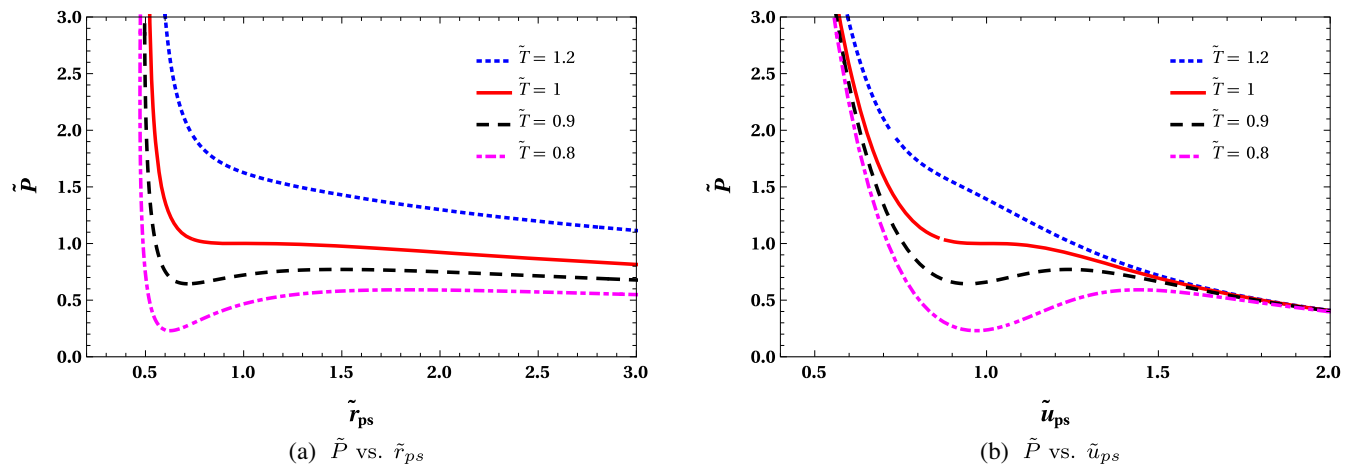 3.0
2.5
2.0
1.5
1.0
0.5
0.0
P̃
0.5 1.0 1.5 2.0 2.5 3.0
r̃ps
T̃ = 1.2
T̃ = 1
T̃ = 0.9
T̃ = 0.8
(a) P̃ vs. r̃ps
3.0
2.5
2.0
1.5
1.0
0.5
0.0
P̃
0.5 1.0 1.5 2.0
ũps
T̃ = 1.2
T̃ = 1
T̃ = 0.9
T̃ = 0.8
(b) P̃ vs. ũps